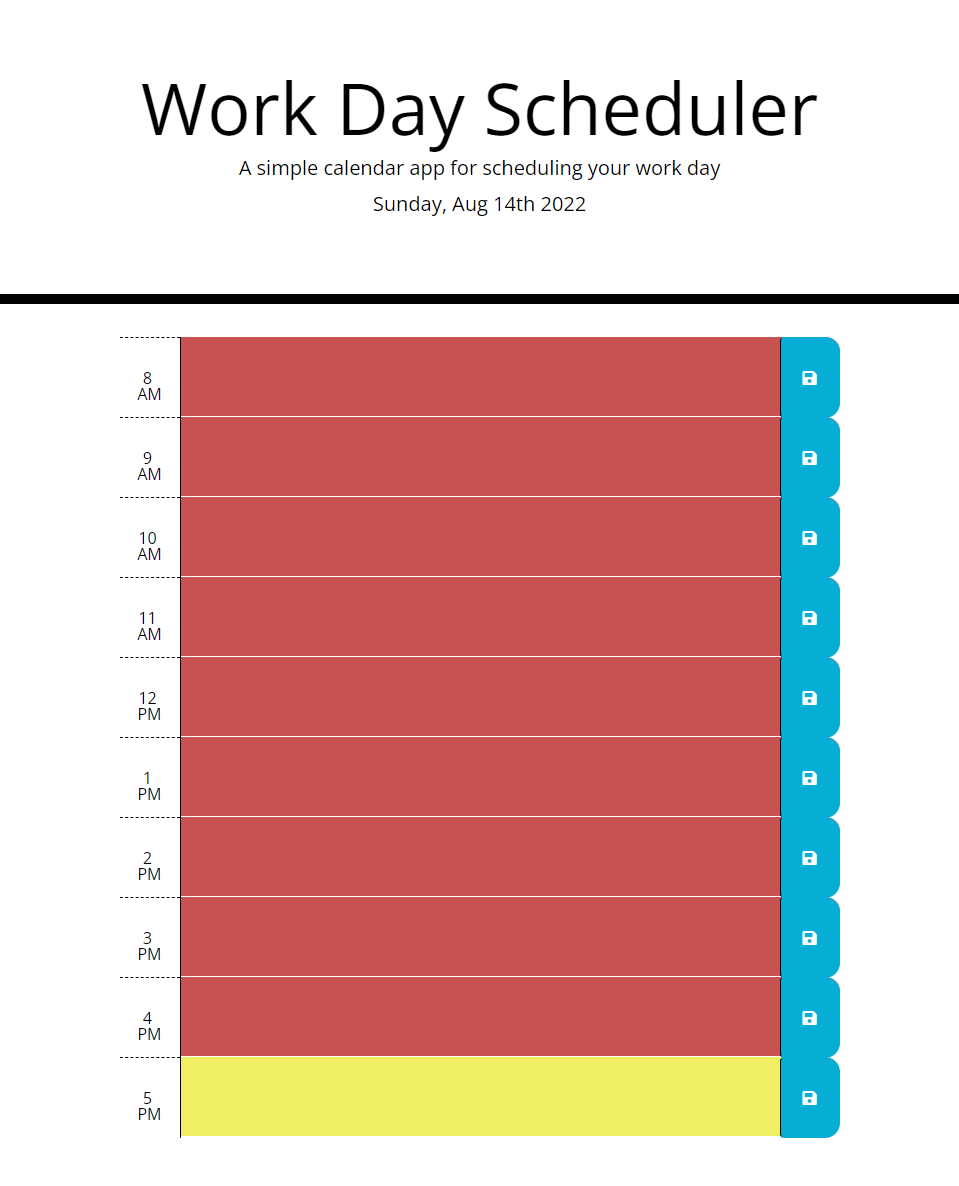 Work Day Scheduler
A simple calendar app for scheduling your work day
Sunday, Aug 14th 2022
8
AM
9
AM
10
AM
11
AM
12
PM
1
PM
2
PM
3
PM
4
PM
5
PM